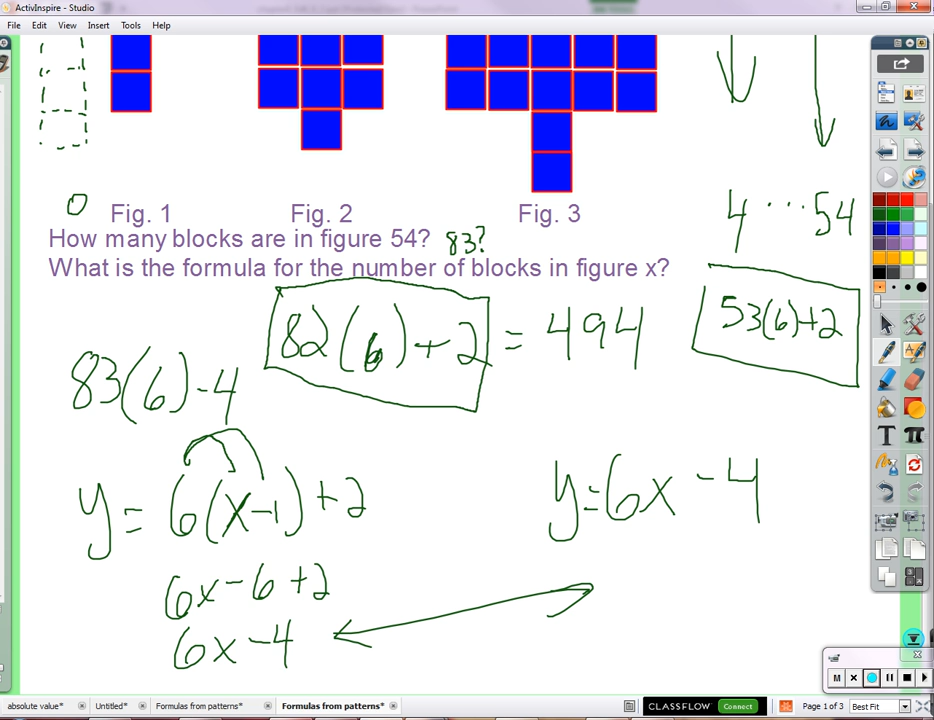 ActivInspire - Studio
File Edit View Insert Tools Help
0
Fig. 1 Fig. 2 Fig. 3
4 ... 54
How many blocks are in figure 54? 83?
What is the formula for the number of blocks in figure x?
82(6)+2 = 494
53(6)+2
83(6)-4
y = 6(x-1)+2
y=6x-4
6x-6+2
6x-4
M
absolute value* Untitled* Formulas from patterns* Formulas from patterns*
CLASSFLOW Connect
Page 1 of 3 Best Fit